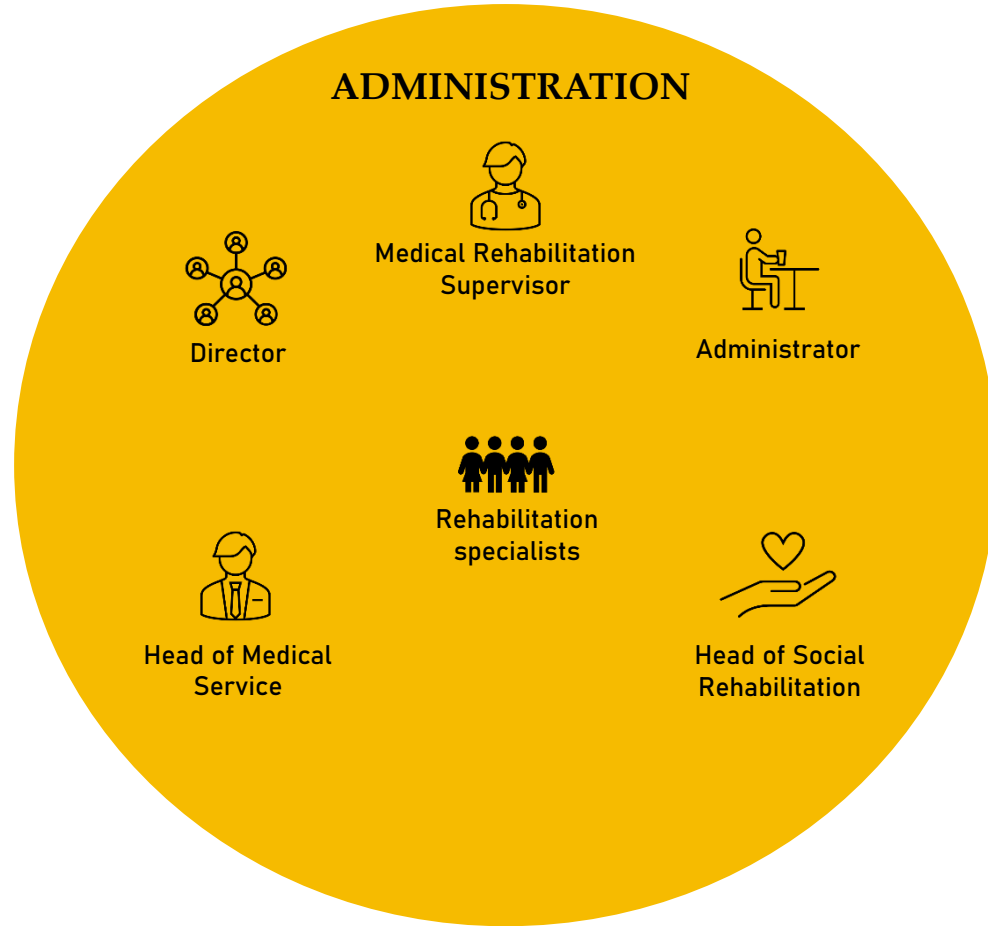 ADMINISTRATION
Medical Rehabilitation
Supervisor
Director
Administrator
Rehabilitation
specialists
Head of Medical
Service
Head of Social
Rehabilitation